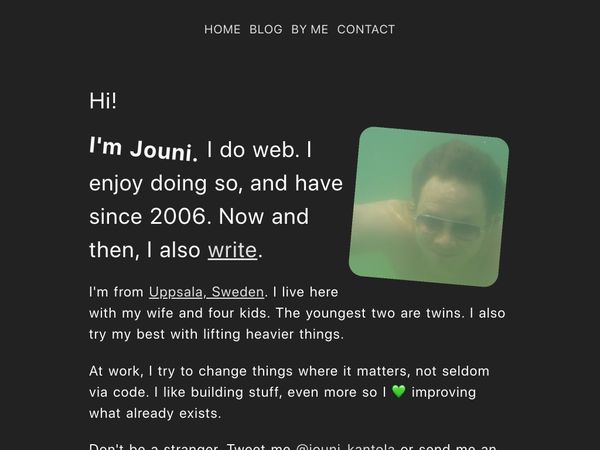 HOME BLOG BY ME CONTACT
Hi!
I'm Jouni. I do web. I
enjoy doing so, and have
since 2006. Now and
then, I also write.
I'm from Uppsala, Sweden. I live here
with my wife and four kids. The youngest two are twins. I also
try my best with lifting heavier things.
At work, I try to change things where it matters, not seldom
via code. I like building stuff, even more so I 💚 improving
what already exists.
Don't be a stranger. Tweet me @jouni_kantola or send me an